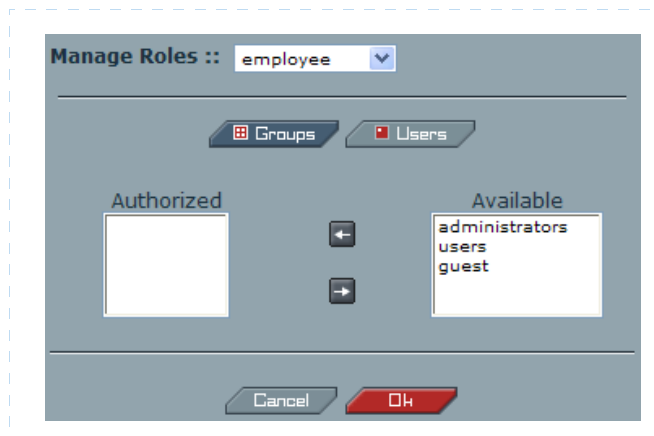 Manage Roles :: employee
Groups Users
Authorized Available
administrators
users
guest
Cancel Ok